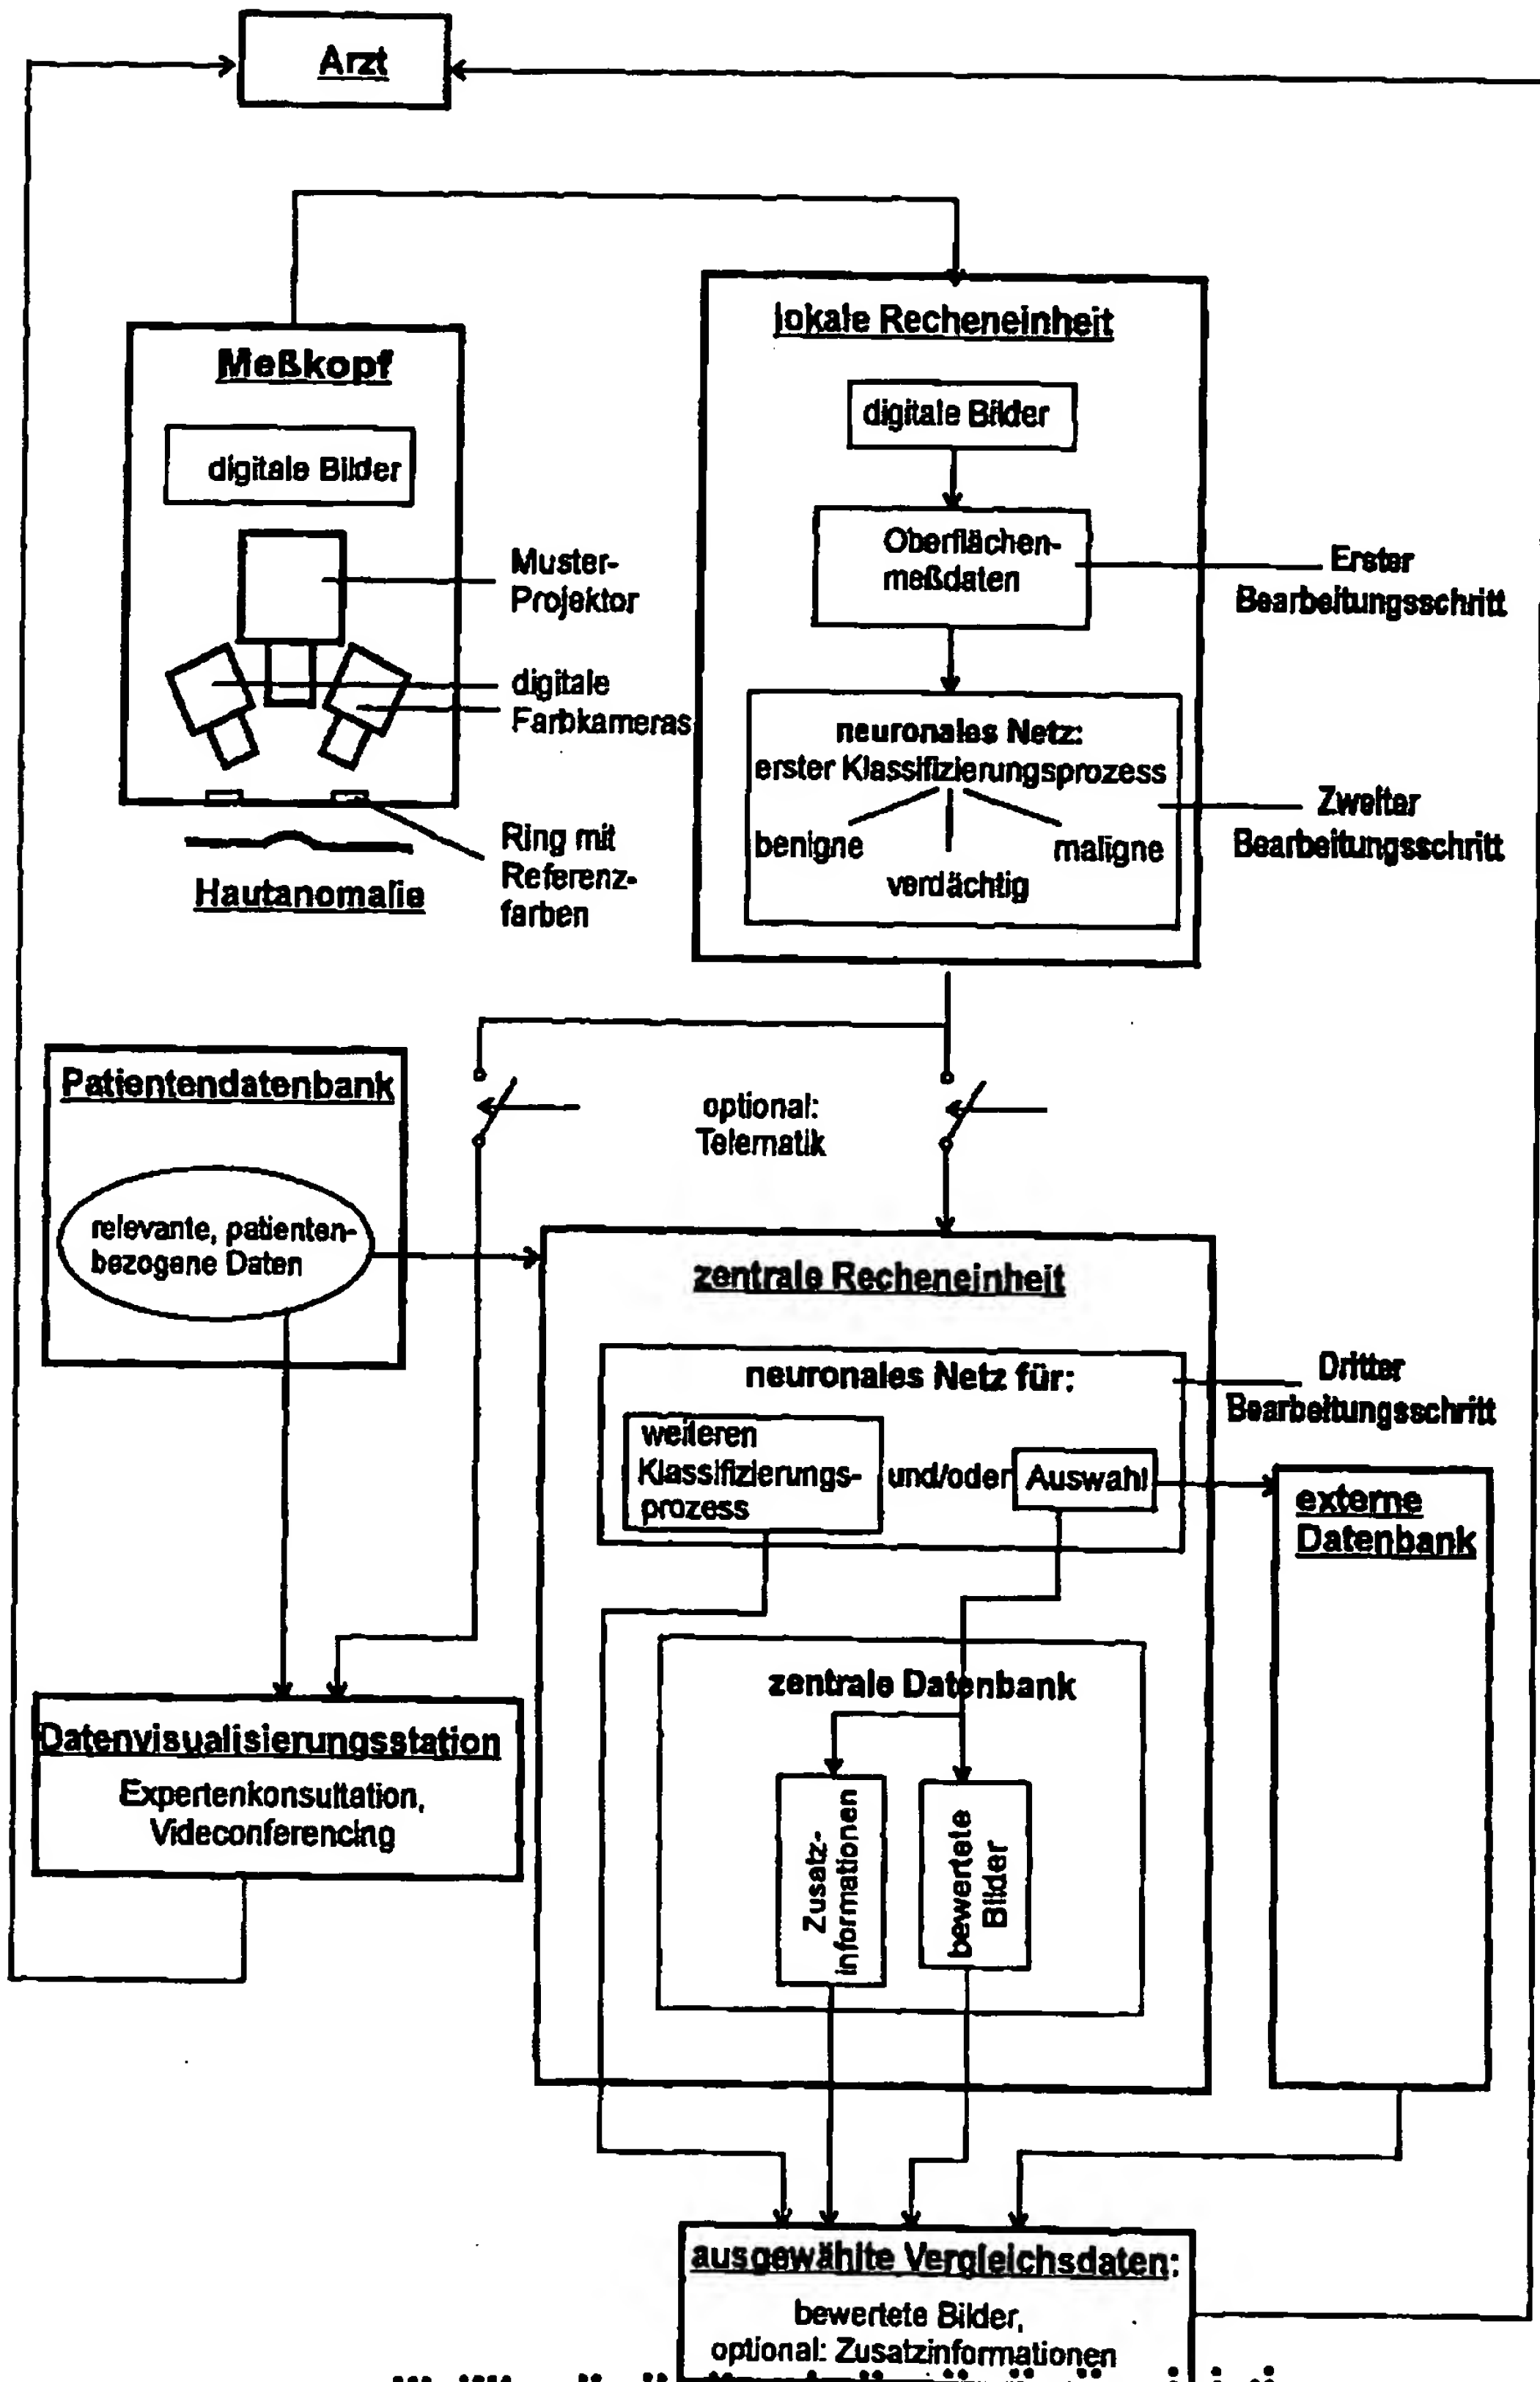 Arzt
Meßkopf
digitale Bilder
Muster-
Projektor
digitale
Farbkameras
Ring mit
Referenz-
farben
Hautanomalie
lokale Recheneinheit
digitale Bilder
Oberflächen-
meßdaten
Erster
Bearbeitungsschritt
neuronales Netz:
erster Klassifizierungsprozess
benigne
maligne
verdächtig
Zweiter
Bearbeitungsschritt
Patientendatenbank
relevante, patienten-
bezogene Daten
optional:
Telematik
zentrale Recheneinheit
neuronales Netz für:
weiteren
Klassifizierungs-
prozess
und/oder
Auswahl
Dritter
Bearbeitungsschritt
externe
Datenbank
zentrale Datenbank
Zusatz-
informationen
bewertete
Bilder
Datenvisualisierungsstation
Expertenkonsultation,
Videconferencing
ausgewählte Vergleichsdaten:
bewertete Bilder,
optional: Zusatzinformationen